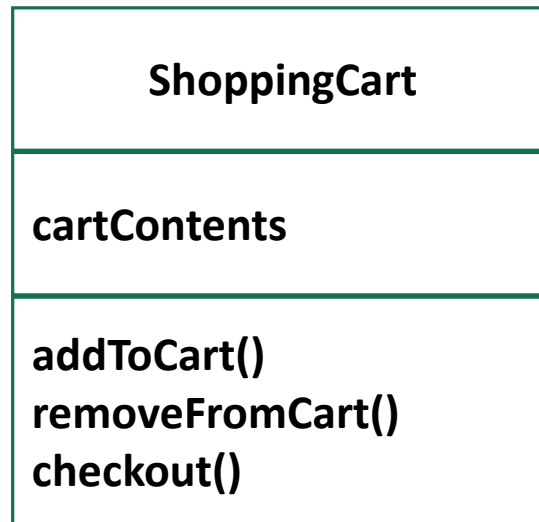 ShoppingCart
cartContents
addToCart()
removeFromCart()
checkout()